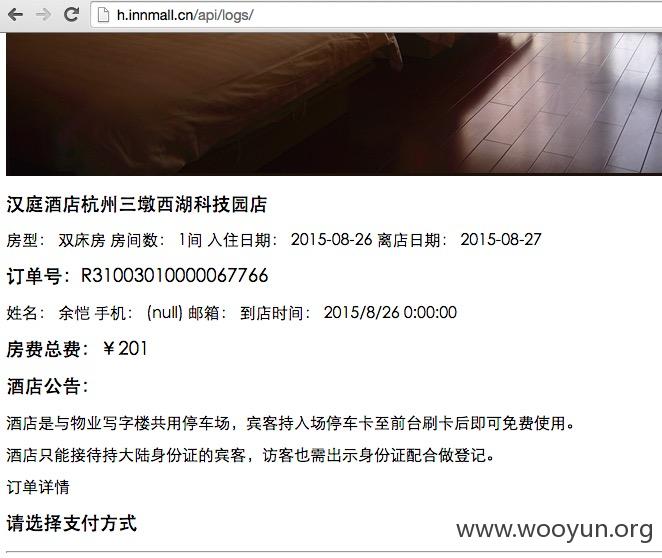 h.innmall.cn/api/logs/
汉庭酒店杭州三墩西湖科技园店
房型： 双床房 房间数： 1间 入住日期： 2015-08-26 离店日期： 2015-08-27
订单号：R31003010000067766
姓名： 余恺 手机： (null) 邮箱： 到店时间： 2015/8/26 0:00:00
房费总费：￥201
酒店公告：
酒店是与物业写字楼共用停车场，宾客持入场停车卡至前台刷卡后即可免费使用。
酒店只能接待持大陆身份证的宾客，访客也需出示身份证配合做登记。
订单详情
请选择支付方式
www.wooyun.org